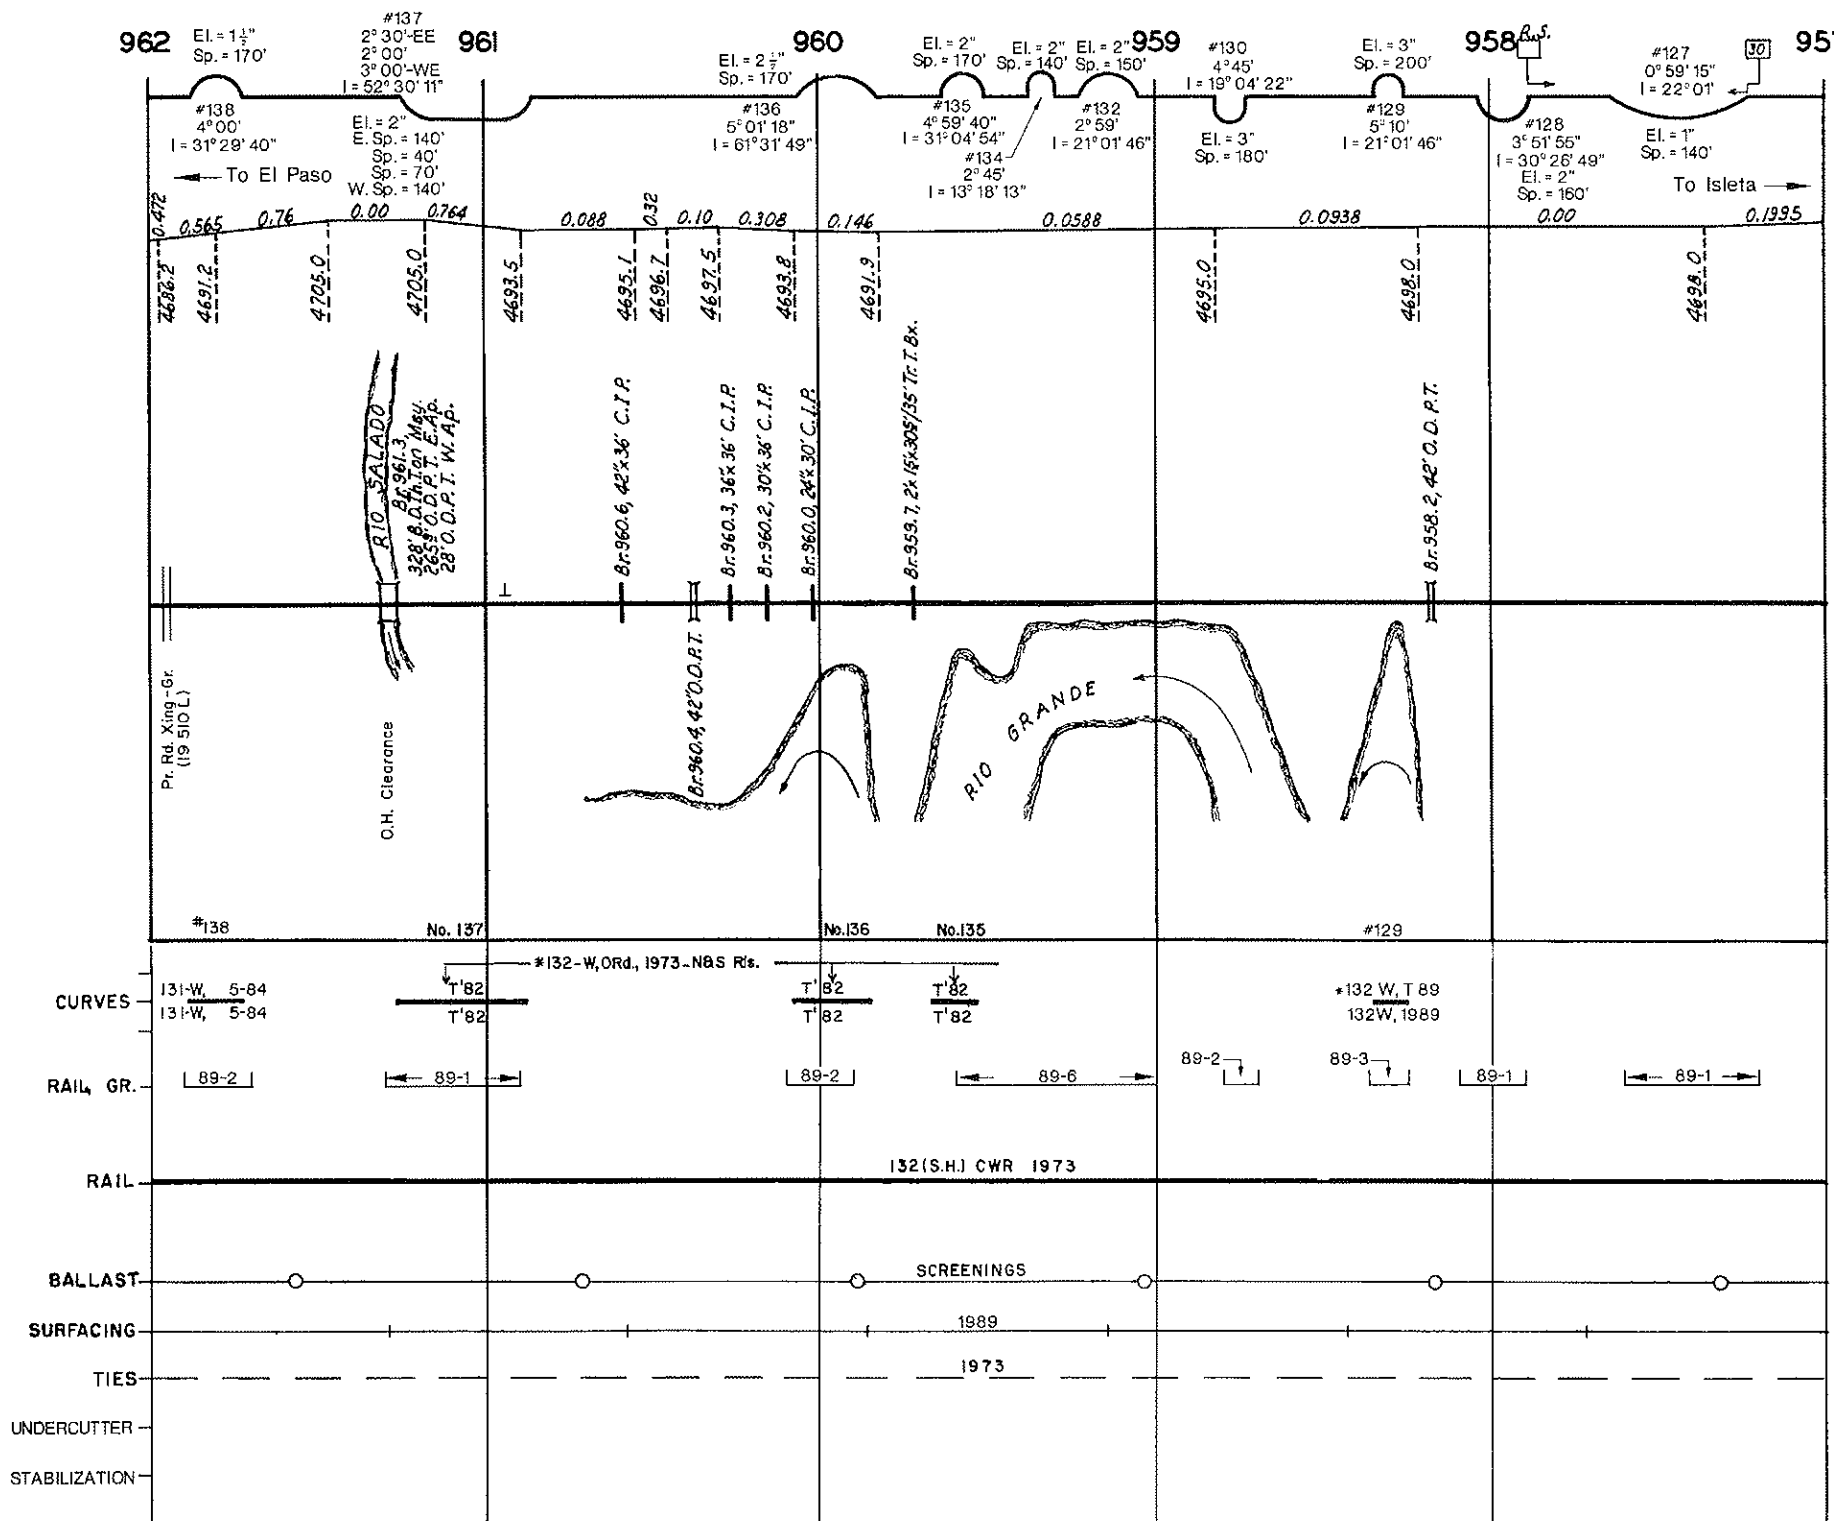 962
961
960
959
958
95
El. = 1 1/2"
Sp. = 170'
#138
4° 00'
I = 31° 29' 40"
#137
2° 30'-EE
2° 00'
3° 00'-WE
I = 52° 30' 11"
El. = 2"
E. Sp. = 140'
Sp. = 40'
Sp. = 70'
W. Sp. = 140'
El. = 2 1/2"
Sp. = 170'
#136
5° 01' 18"
I = 61° 31' 49"
El. = 2"
Sp. = 170'
#135
4° 59' 40"
I = 31° 04' 54"
El. = 2"
Sp. = 140'
#134
2° 45'
I = 13° 18' 13"
El. = 2"
Sp. = 150'
#132
2° 59'
I = 21° 01' 46"
#130
4° 45'
I = 19° 04' 22"
El. = 3"
Sp. = 180'
El. = 3"
Sp. = 200'
#129
5° 10'
I = 21° 01' 46"
R.W.S.
#128
3° 51' 55"
I = 30° 26' 49"
El. = 2"
Sp. = 160'
#127
0° 59' 15"
I = 22° 01'
30
El. = 1"
Sp. = 140'
To El Paso
To Isleta
0.472
0.565
0.76
0.00
0.764
0.088
0.32
0.10
0.308
0.146
0.0588
0.0938
0.00
0.1995
4686.2
4691.2
4705.0
4705.0
4693.5
4695.1
4696.7
4697.5
4693.8
4691.9
4695.0
4698.0
4698.0
RIO SALADO
Br. 961.3,
328' B.D.Th.T. on Msy.
265' O.D.P.T. E.Ap.
28' O.D.P.T. W.Ap.
Br. 960.6, 42"x36' C.I.P.
Br. 960.3, 36"x36' C.I.P.
Br. 960.2, 30"x36' C.I.P.
Br. 960.0, 24"x30' C.I.P.
Br. 959.7, Tr. T. Bx.
Br. 958.2, 42' O.D.P.T.
Br. 960.4, 42' O.D.P.T.
Pr. Rd. Xing-Gr.
(19 510 L)
O.H. Clearance
RIO GRANDE
#138
No. 137
No. 136
No. 135
#129
*132-W, ORd., 1973-N&S Rls.
CURVES
131-W, 5-84
131-W, 5-84
T'82
T'82
T'82
T'82
T'82
T'82
*132 W, T 89
132W, 1989
RAIL GR.
89-2
89-1
89-2
89-6
89-2
89-3
89-1
89-1
RAIL
132 (S.H.) CWR 1973
BALLAST
SCREENINGS
SURFACING
1989
TIES
1973
UNDERCUTTER
STABILIZATION